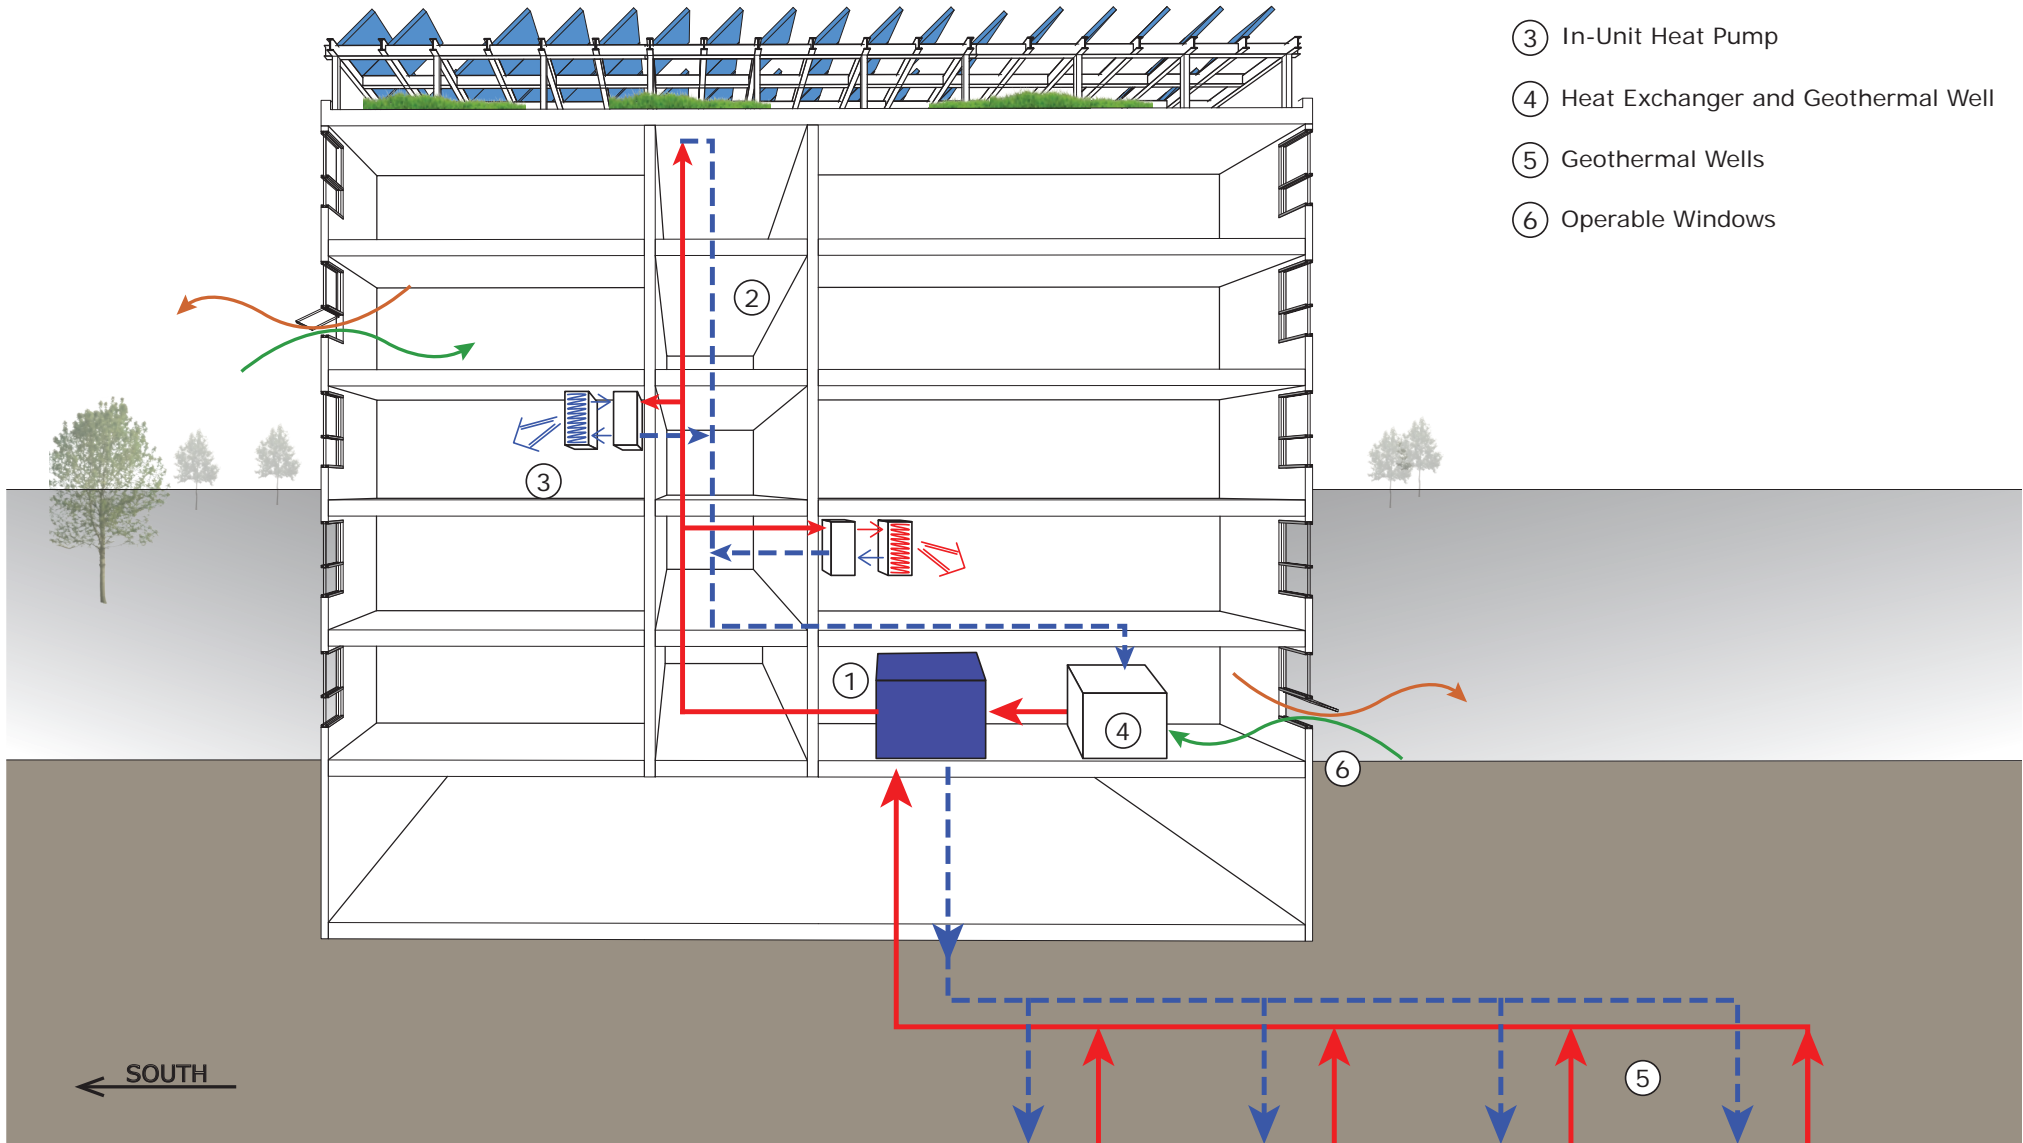 3 In-Unit Heat Pump
4 Heat Exchanger and Geothermal Well
5 Geothermal Wells
6 Operable Windows
2
3
1
4
6
5
SOUTH